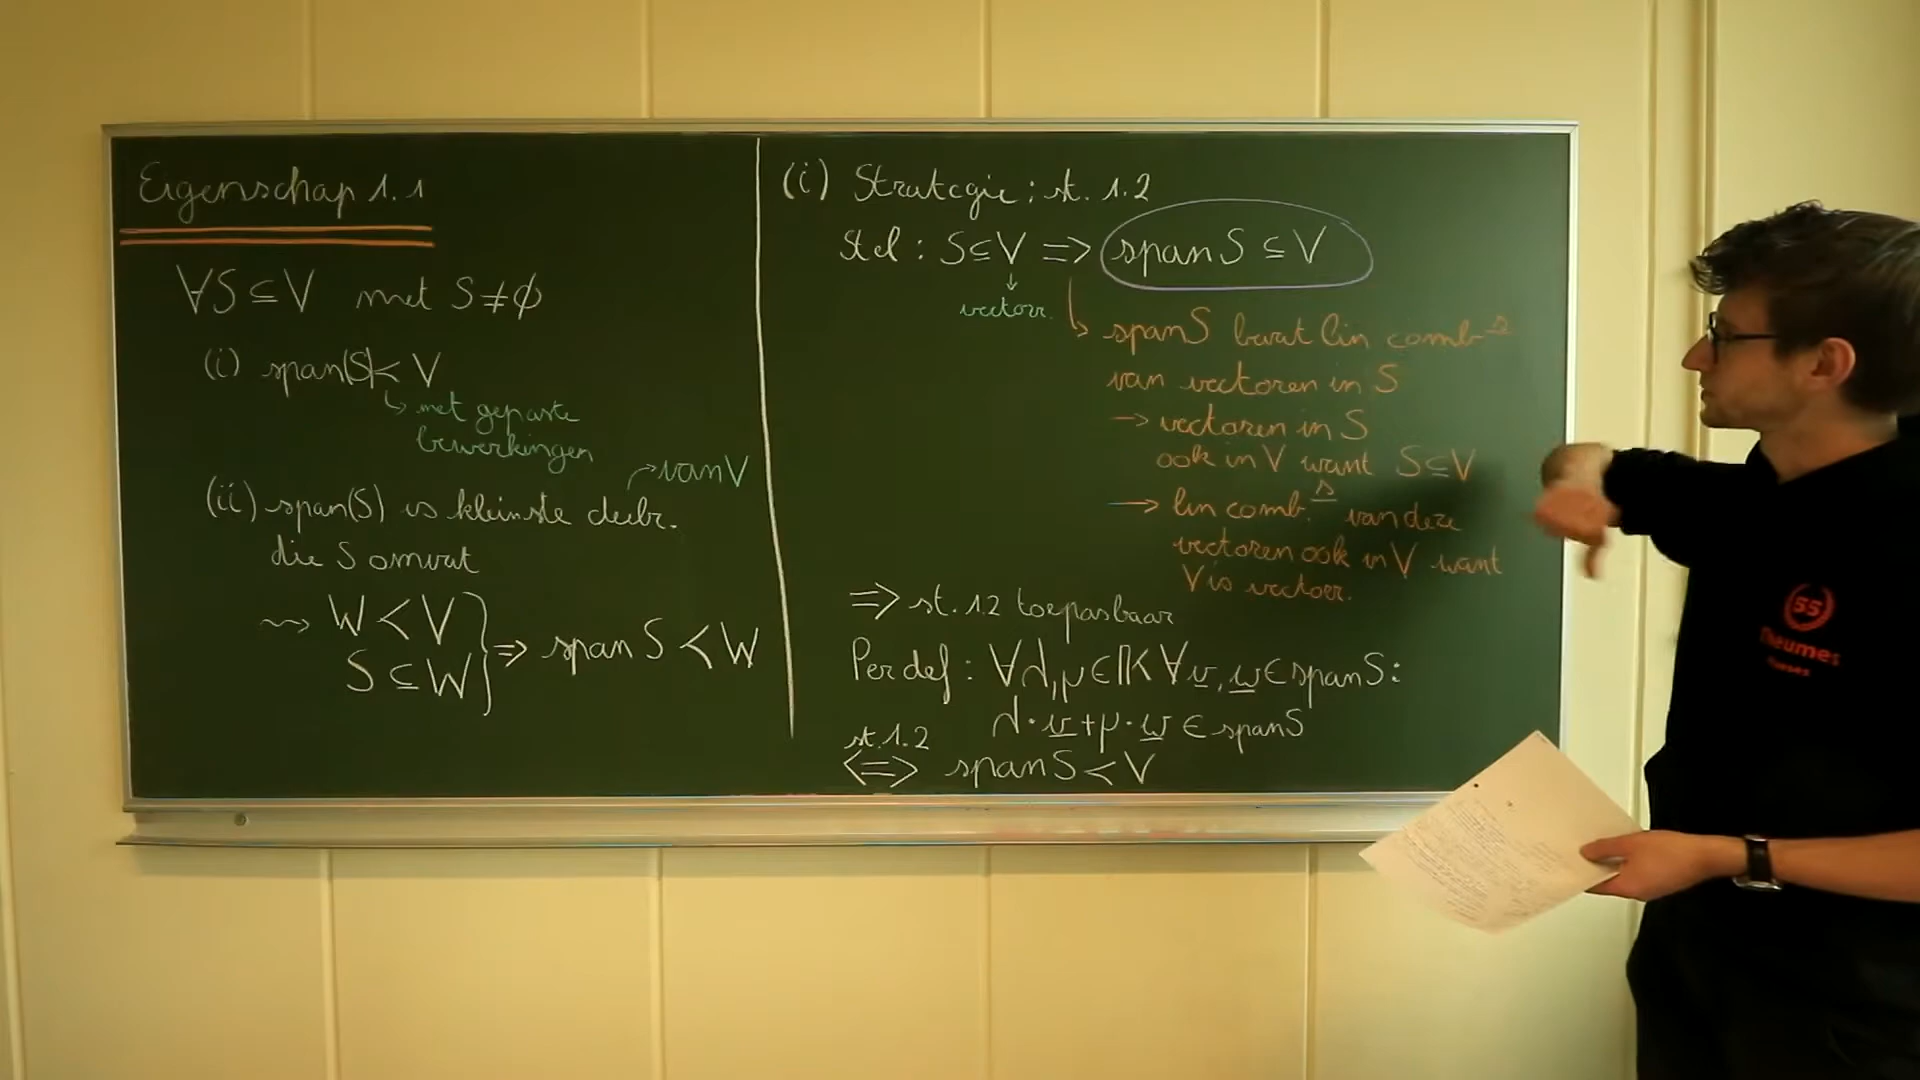 Eigenschap 1.1
∀S ⊆ V met S ≠ ∅
(i) span(S) < V
↳ met gepaste
bewerkingen
(ii) span(S) is kleinste deelr.
→ van V
die S omvat
⇝ W < V
S ⊆ W } ⇒ span S < W
(i) Strategie: st. 1.2
Stel: S ⊆ V ⇒ span S ⊆ V
↓
vectorr.
↳ span S bevat lin comb.s
van vectoren in S
→ vectoren in S
ook in V want S ⊆ V
→ lin comb.s van deze
vectoren ook in V want
V is vectorr.
⇒ st. 1.2 toepasbaar
Per def: ∀λ, μ ∈ 𝕂 ∀v, w ∈ span S:
λ · v + μ · w ∈ span S
st. 1.2
⇔ span S < V
55